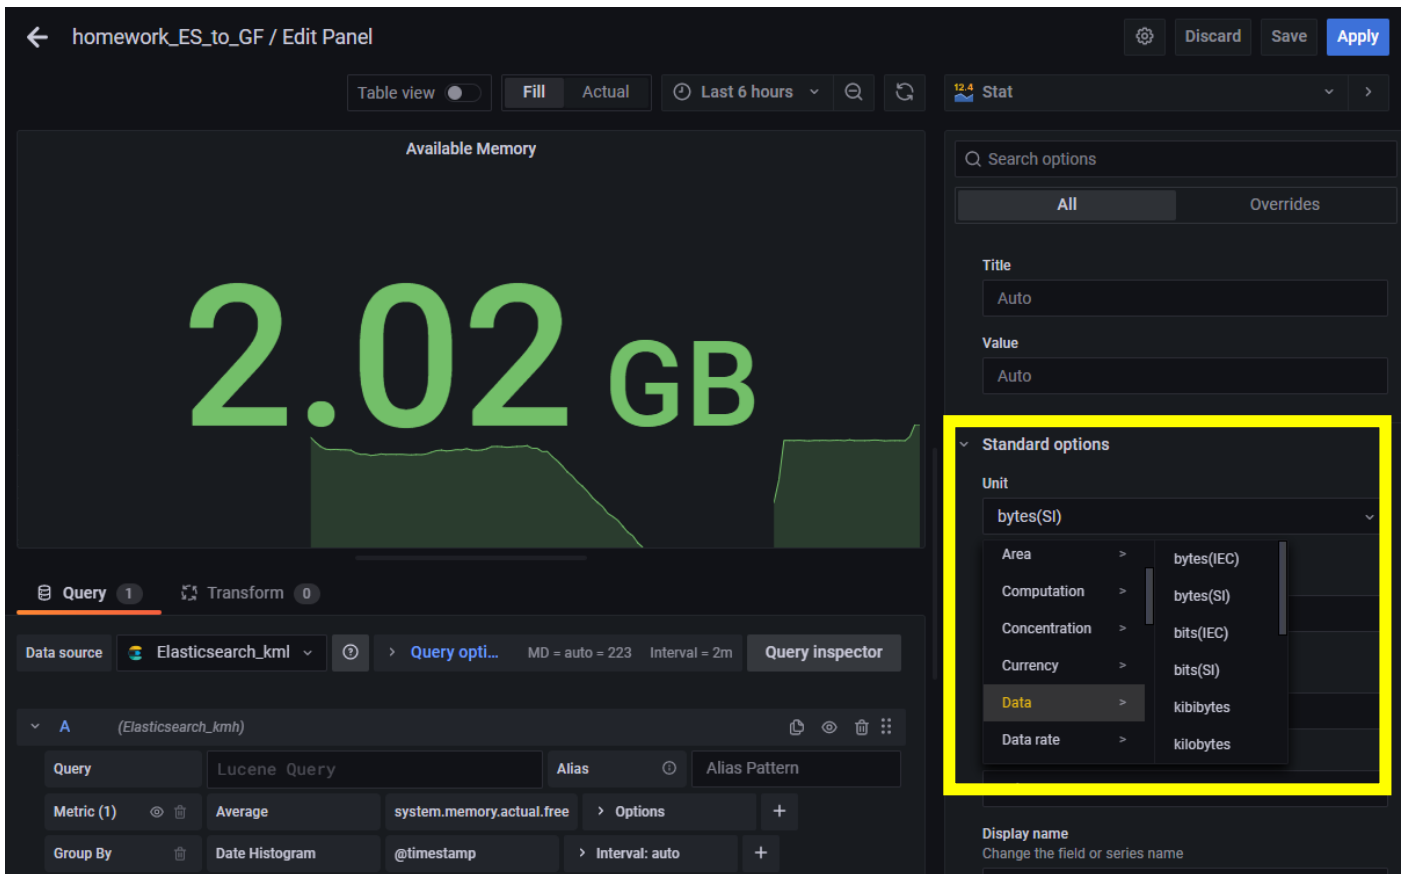 homework_ES_to_GF / Edit Panel
Discard
Save
Apply
Table view
Fill
Actual
Last 6 hours
12.4
Stat
Available Memory
Search options
All
Overrides
2.02 GB
Title
Auto
Value
Auto
Standard options
Unit
bytes(SI)
Area >
Computation >
Concentration >
Currency >
Data >
Data rate >
bytes(IEC)
bytes(SI)
bits(IEC)
bits(SI)
kibibytes
kilobytes
Display name
Change the field or series name
Query 1
Transform 0
Data source
Elasticsearch_kml
> Query opti...
MD = auto = 223
Interval = 2m
Query inspector
A
(Elasticsearch_kmh)
Query
Lucene Query
Alias
Alias Pattern
Metric (1)
Average
system.memory.actual.free
> Options
+
Group By
Date Histogram
@timestamp
> Interval: auto
+